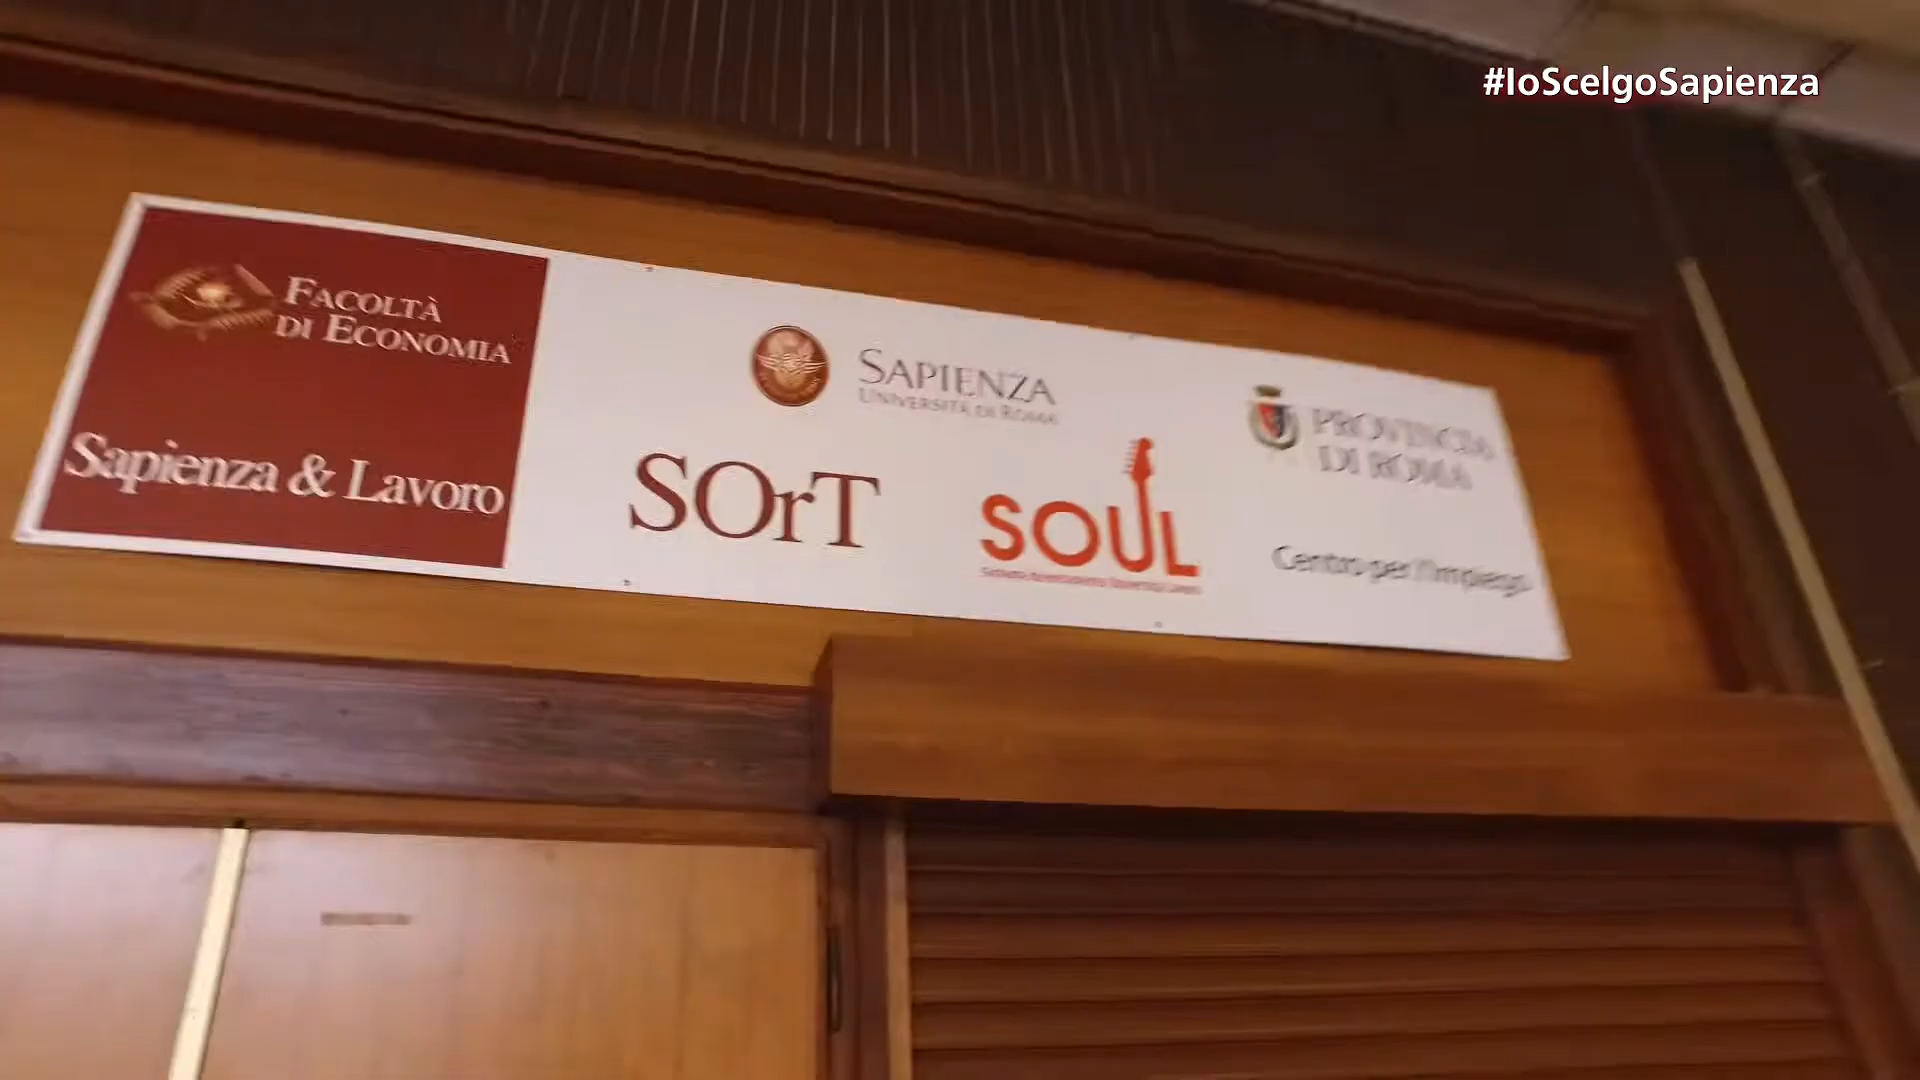 #IoScelgoSapienza
FACOLTÀ
DI ECONOMIA
Sapienza & Lavoro
SAPIENZA
UNIVERSITÀ DI ROMA
SOrT
SOUL
PROVINCIA
DI ROMA
Centro per l'Impiego